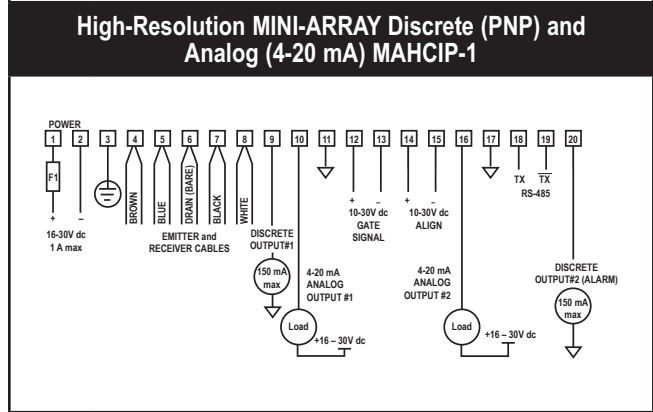 High-Resolution MINI-ARRAY Discrete (PNP) and
Analog (4-20 mA) MAHCIP-1
POWER
1 2 3 4 5 6 7 8 9 10 11 12 13 14 15 16 17 18 19 20
F1
+ –
16-30V dc
1 A max
BROWN
BLUE
DRAIN (BARE)
BLACK
WHITE
EMITTER and
RECEIVER CABLES
DISCRETE
OUTPUT#1
150 mA
max
4-20 mA
ANALOG
OUTPUT #1
Load
+16 – 30V dc
+ –
10-30V dc
GATE
SIGNAL
+ –
10-30V dc
ALIGN
4-20 mA
ANALOG
OUTPUT #2
Load
+16 – 30V dc
TX TX
RS-485
DISCRETE
OUTPUT#2 (ALARM)
150 mA
max